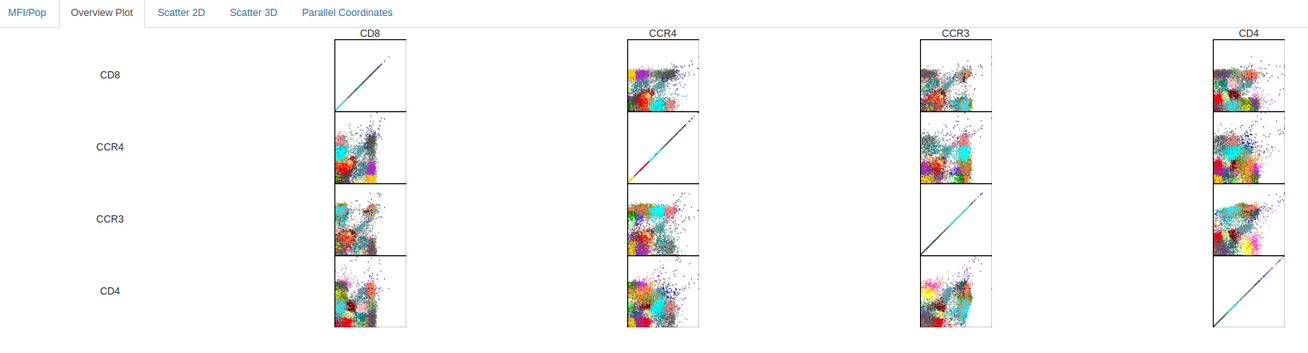 MFI/Pop Overview Plot Scatter 2D Scatter 3D Parallel Coordinates
CD8 CCR4 CCR3 CD4
CD8
CCR4
CCR3
CD4